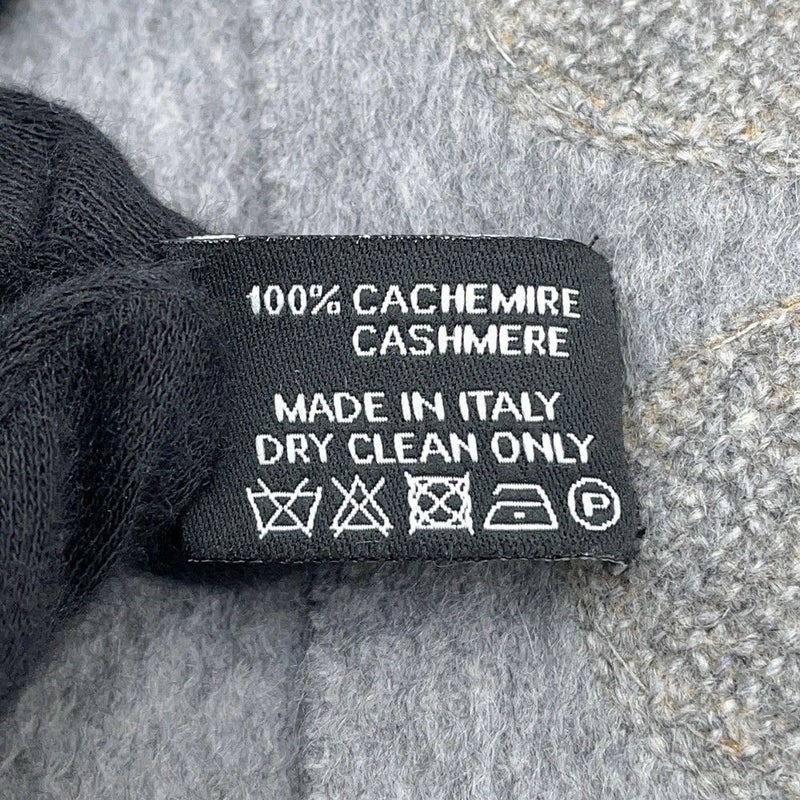 100% CACHEMIRE
CASHMERE
MADE IN ITALY
DRY CLEAN ONLY
P